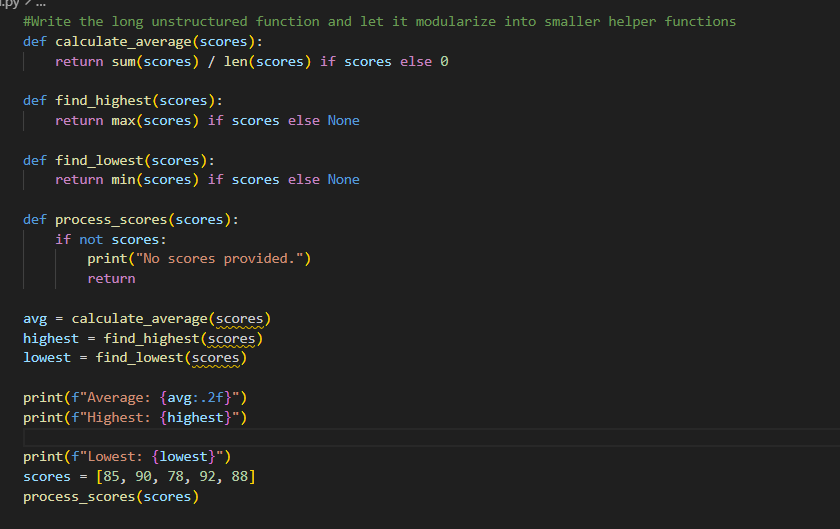 .py > ...
#Write the long unstructured function and let it modularize into smaller helper functions
def calculate_average(scores):
    return sum(scores) / len(scores) if scores else 0
def find_highest(scores):
    return max(scores) if scores else None
def find_lowest(scores):
    return min(scores) if scores else None
def process_scores(scores):
    if not scores:
        print("No scores provided.")
        return
avg = calculate_average(scores)
highest = find_highest(scores)
lowest = find_lowest(scores)
print(f"Average: {avg:.2f}")
print(f"Highest: {highest}")
print(f"Lowest: {lowest}")
scores = [85, 90, 78, 92, 88]
process_scores(scores)